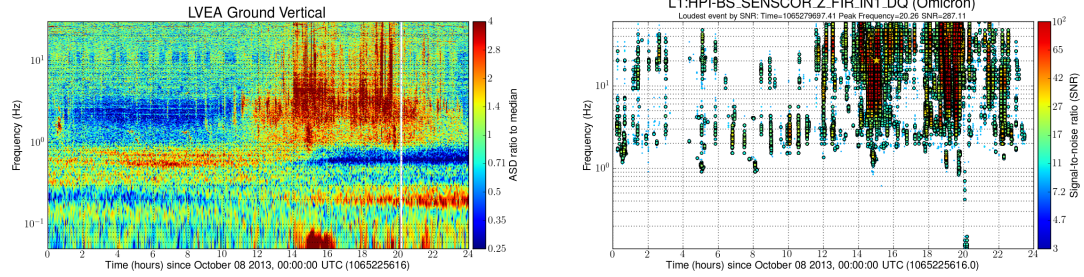 LVEA Ground Vertical
Frequency (Hz)
10¹
10⁰
10⁻¹
0 2 4 6 8 10 12 14 16 18 20 22 24
Time (hours) since October 08 2013, 00:00:00 UTC (1065225616)
4
2.8
2
1.4
1
0.71
0.5
0.35
0.25
ASD ratio to median
L1:HPI-BS_SENSCOR_Z_FIR_IN1_DQ (Omicron)
Loudest event by SNR: Time=1065279697.41 Peak Frequency=20.26 SNR=287.11
Frequency (Hz)
10¹
10⁰
0 2 4 6 8 10 12 14 16 18 20 22 24
Time (hours) since October 08 2013, 00:00:00 UTC (1065225616.0)
10²
65
42
27
17
11
7.2
4.7
3
Signal-to-noise ratio (SNR)